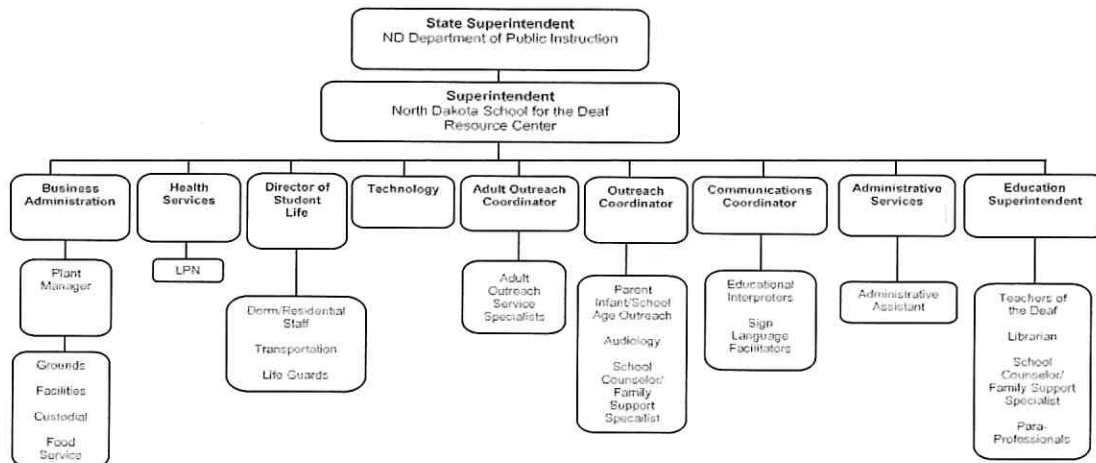 State Superintendent
ND Department of Public Instruction
Superintendent
North Dakota School for the Deaf
Resource Center
Business
Administration
Health
Services
Director of
Student
Life
Technology
Adult Outreach
Coordinator
Outreach
Coordinator
Communications
Coordinator
Administrative
Services
Education
Superintendent
Plant
Manager
Grounds
Facilities
Custodial
Food
Service
LPN
Dorm/Residential
Staff
Transportation
Life Guards
Adult
Outreach
Service
Specialists
Parent
Infant/School
Age Outreach
Audiology
School
Counselor/
Family
Support
Specialist
Educational
Interpreters
Sign
Language
Facilitators
Administrative
Assistant
Teachers of
the Deaf
Librarian
School
Counselor/
Family Support
Specialist
Para-
Professionals